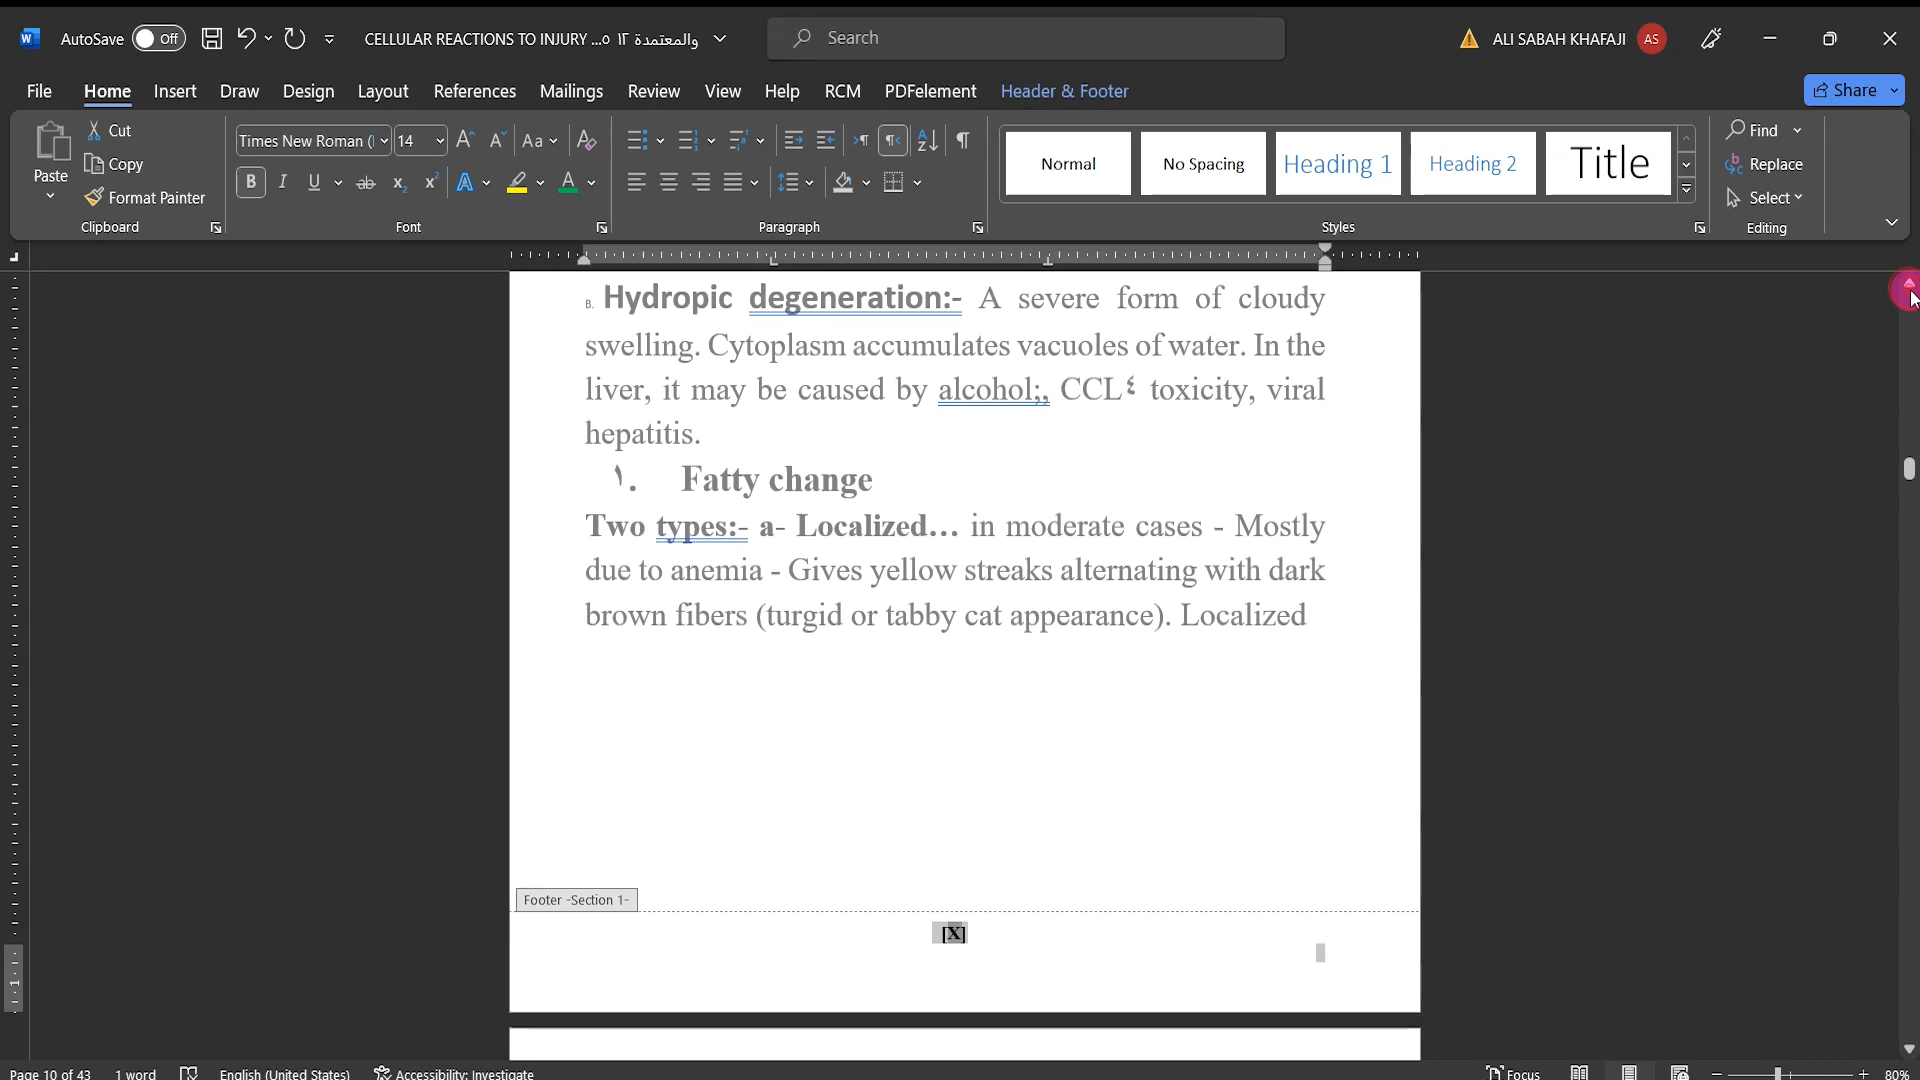 AutoSave Off CELLULAR REACTIONS TO INJURY ...والمعتمدة ١٢ ٥ Search ALI SABAH KHAFAJI AS
File Home Insert Draw Design Layout References Mailings Review View Help RCM PDFelement Header & Footer Share
Paste Cut Copy Format Painter
Clipboard
Times New Roman ( 14
Font
Paragraph
Normal No Spacing Heading 1 Heading 2 Title
Styles
Find
Replace
Select
Editing
B. Hydropic degeneration:- A severe form of cloudy
swelling. Cytoplasm accumulates vacuoles of water. In the
liver, it may be caused by alcohol;, CCL٤ toxicity, viral
hepatitis.
١. Fatty change
Two types:- a- Localized… in moderate cases - Mostly
due to anemia - Gives yellow streaks alternating with dark
brown fibers (turgid or tabby cat appearance). Localized
Footer -Section 1-
[X]
Page 10 of 43 1 word English (United States) Accessibility: Investigate Focus 80%